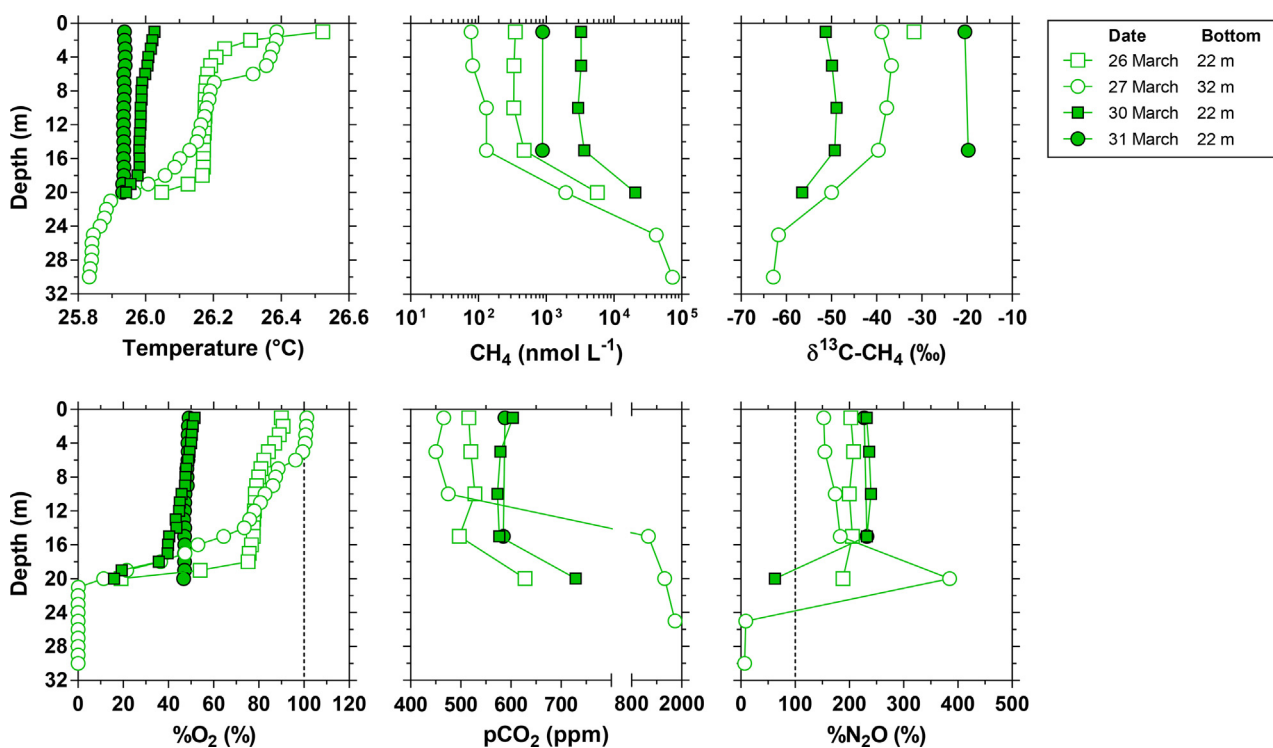 0
4
8
12
16
20
24
28
32
Depth (m)
25.8 26.0 26.2 26.4 26.6
Temperature (°C)
10¹ 10² 10³ 10⁴ 10⁵
CH₄ (nmol L⁻¹)
-70 -60 -50 -40 -30 -20 -10
δ¹³C-CH₄ (‰)
Date Bottom
26 March 22 m
27 March 32 m
30 March 22 m
31 March 22 m
0
4
8
12
16
20
24
28
32
Depth (m)
0 20 40 60 80 100 120
%O₂ (%)
400 500 600 700 800 2000
pCO₂ (ppm)
0 100 200 300 400 500
%N₂O (%)